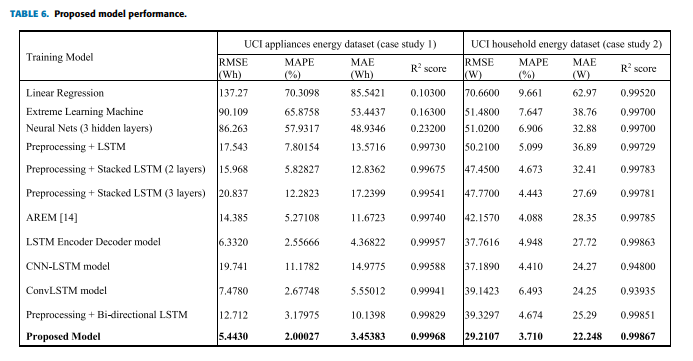 TABLE 6. Proposed model performance.
Training Model UCI appliances energy dataset (case study 1) UCI household energy dataset (case study 2)
RMSE (Wh) MAPE (%) MAE (Wh) R² score RMSE (W) MAPE (%) MAE (W) R² score
Linear Regression 137.27 70.3098 85.5421 0.10300 70.6600 9.661 62.97 0.99520
Extreme Learning Machine 90.109 65.8758 53.4437 0.16300 51.4800 7.647 38.76 0.99700
Neural Nets (3 hidden layers) 86.263 57.9317 48.9346 0.23200 51.0200 6.906 32.88 0.99700
Preprocessing + LSTM 17.543 7.80154 13.5716 0.99730 50.2100 5.099 36.89 0.99729
Preprocessing + Stacked LSTM (2 layers) 15.968 5.82827 12.8362 0.99675 47.4500 4.673 32.41 0.99783
Preprocessing + Stacked LSTM (3 layers) 20.837 12.2823 17.2399 0.99541 47.7700 4.443 27.69 0.99781
AREM [14] 14.385 5.27108 11.6723 0.99740 42.1570 4.088 28.35 0.99785
LSTM Encoder Decoder model 6.3320 2.55666 4.36822 0.99957 37.7616 4.948 27.72 0.99863
CNN-LSTM model 19.741 11.1782 14.9775 0.99588 37.1890 4.410 24.27 0.94800
ConvLSTM model 7.4780 2.67748 5.55012 0.99941 39.1423 6.493 24.25 0.93935
Preprocessing + Bi-directional LSTM 12.712 3.17975 10.1398 0.99829 39.3297 4.674 25.29 0.99851
Proposed Model 5.4430 2.00027 3.45383 0.99968 29.2107 3.710 22.248 0.99867